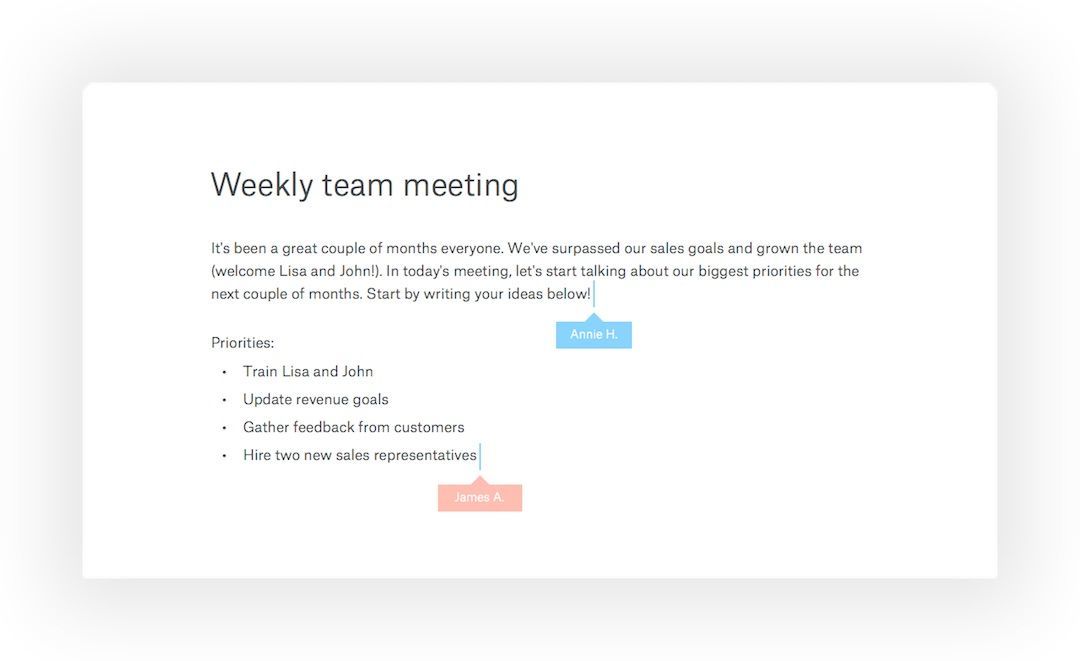 Weekly team meeting
It's been a great couple of months everyone. We've surpassed our sales goals and grown the team
(welcome Lisa and John!). In today's meeting, let's start talking about our biggest priorities for the
next couple of months. Start by writing your ideas below!
Annie H.
Priorities:
• Train Lisa and John
• Update revenue goals
• Gather feedback from customers
• Hire two new sales representatives
James A.